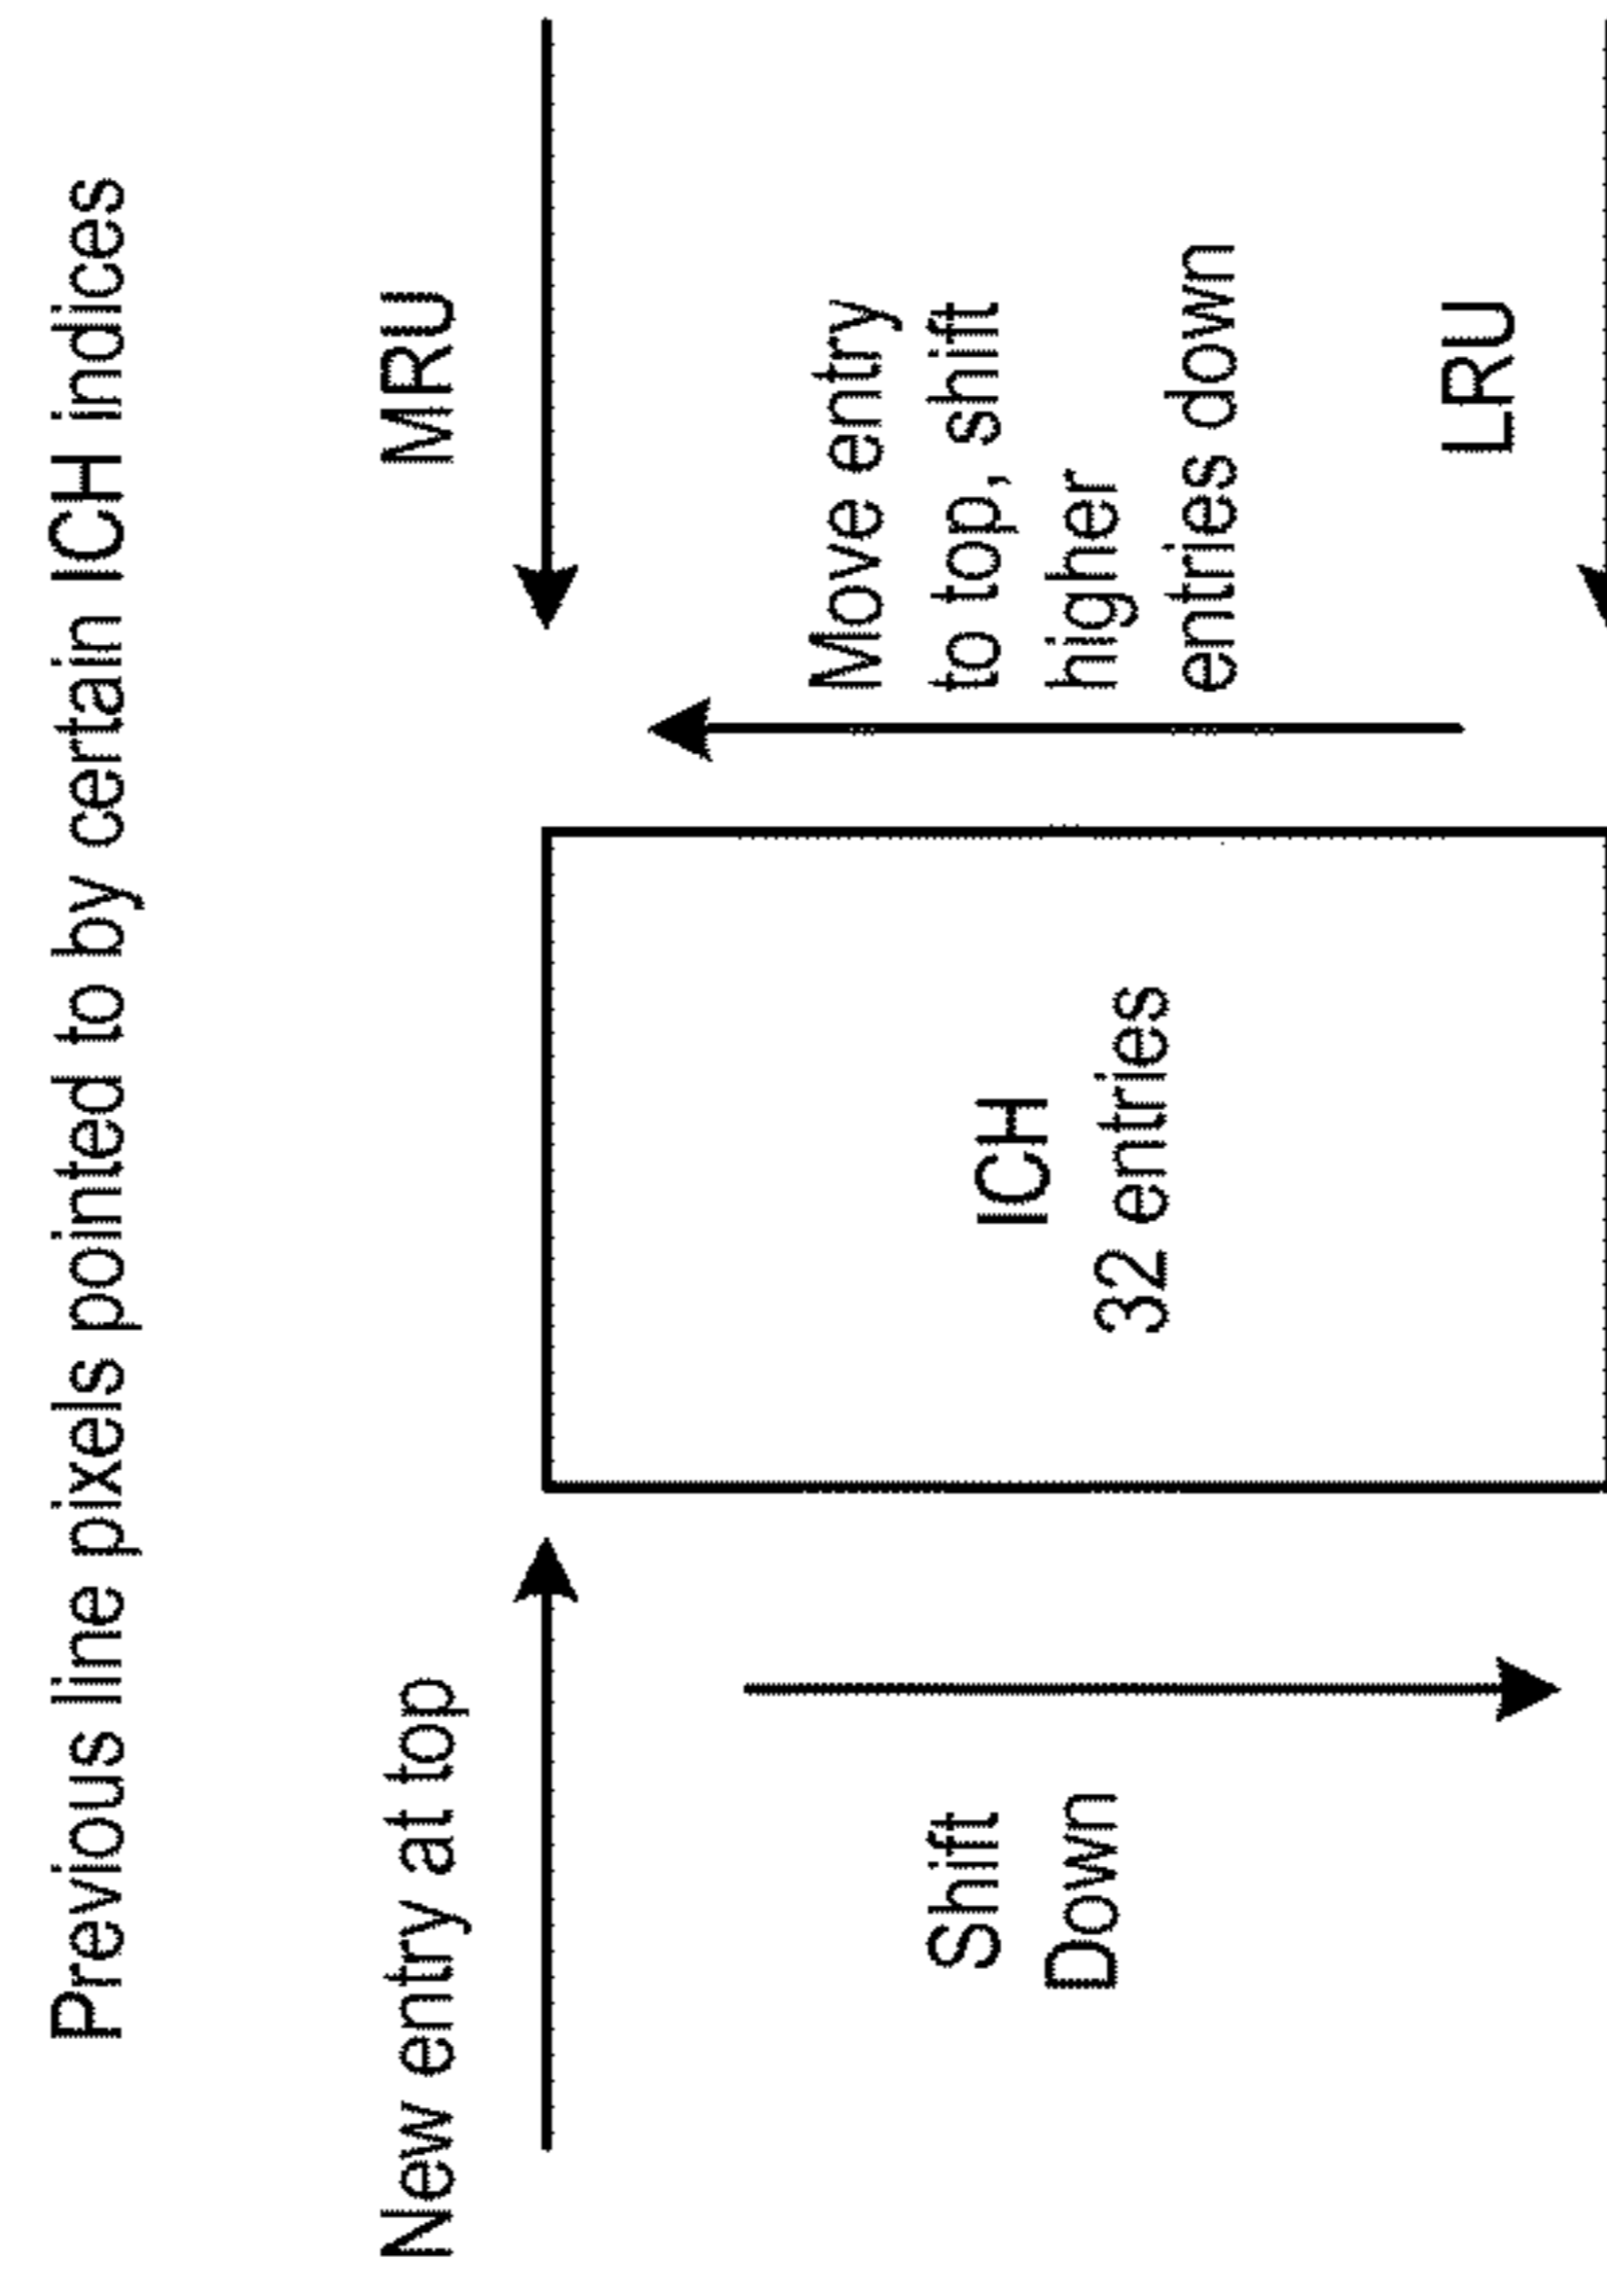 Previous line pixels pointed to by certain ICH indices
New entry at top
MRU
Shift
Down
ICH
32 entries
Move entry
to top, shift
higher
entries down
LRU